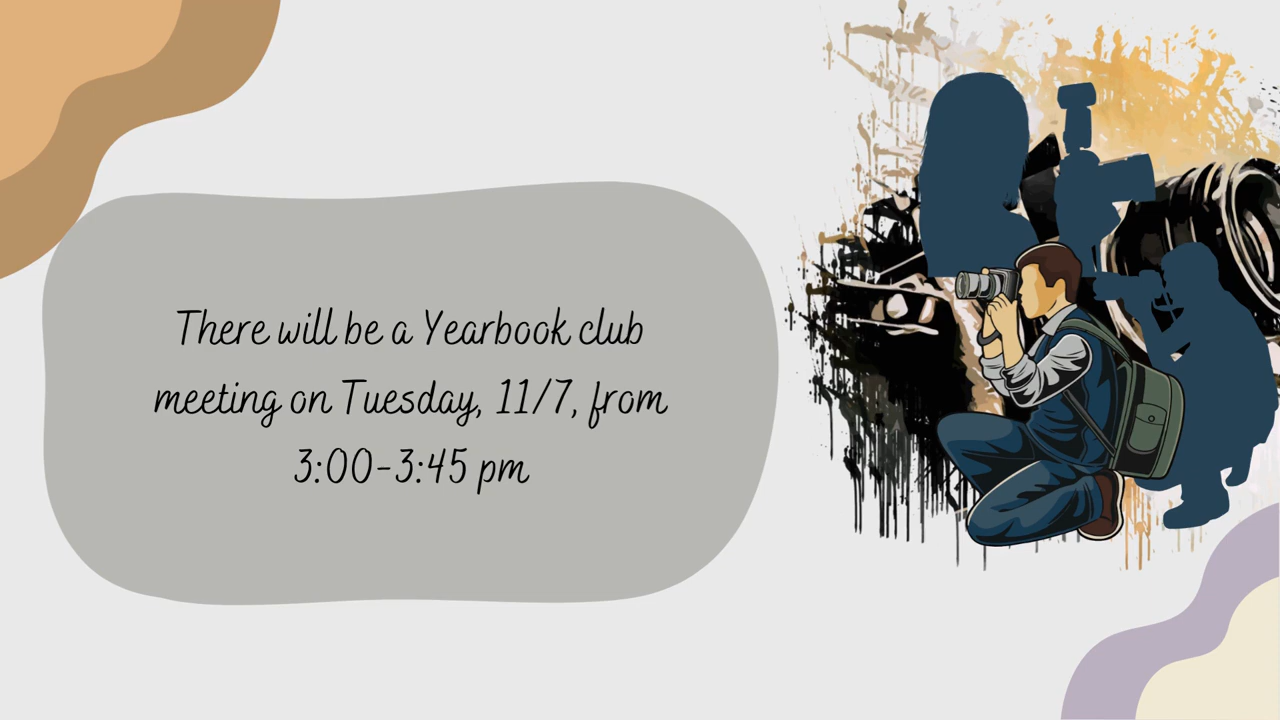 There will be a Yearbook club
meeting on Tuesday, 11/7, from
3:00-3:45 pm